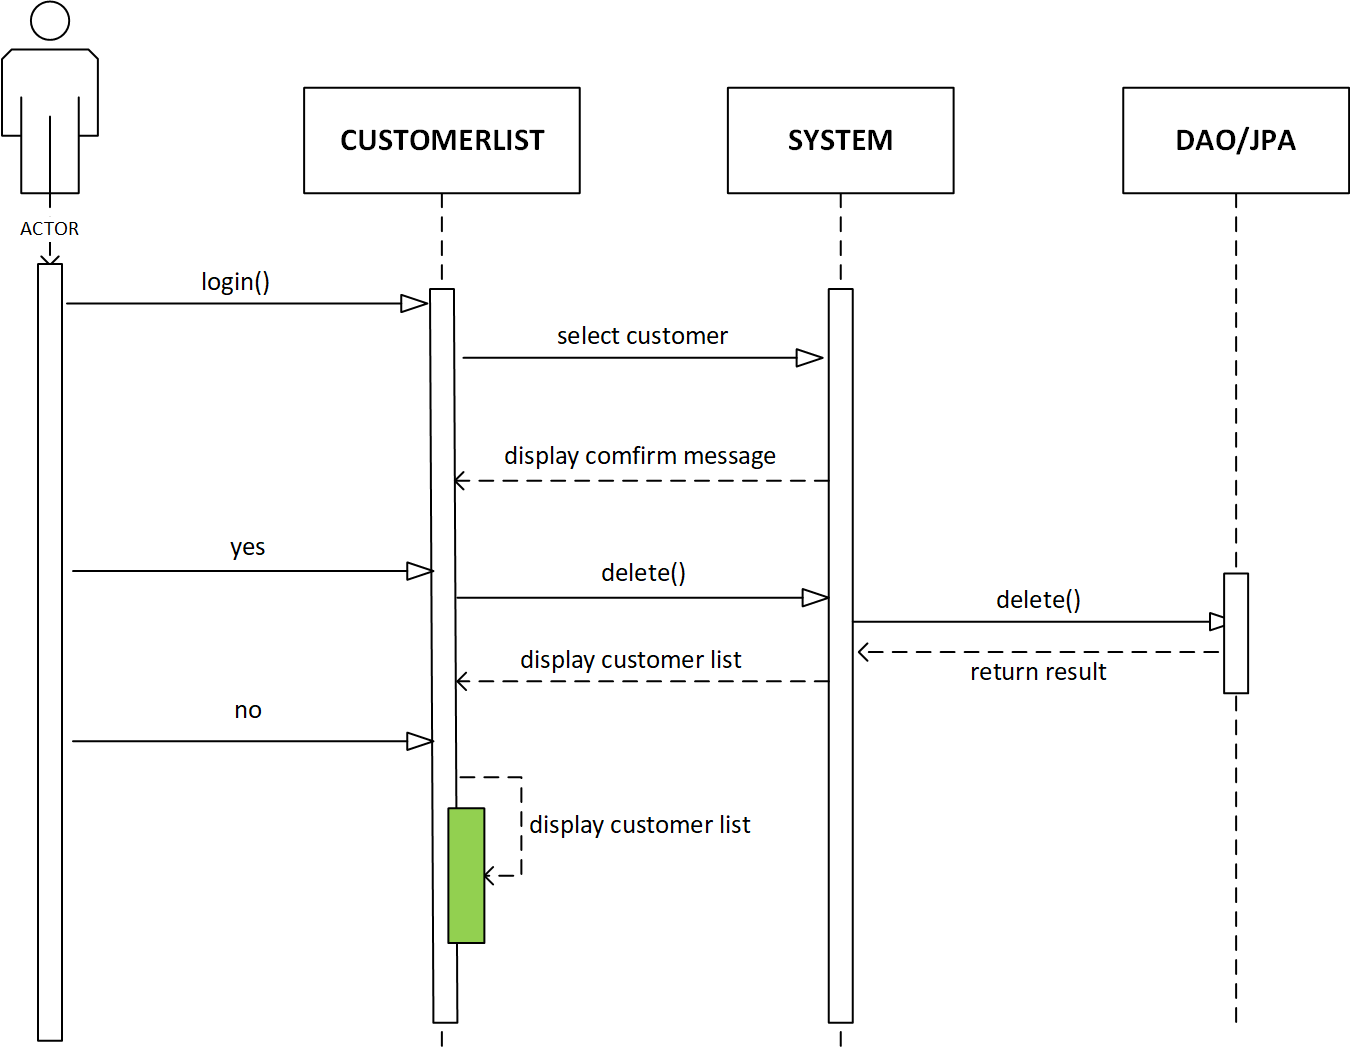 CUSTOMERLIST
SYSTEM
DAO/JPA
ACTOR
login()
select customer
display comfirm message
yes
delete()
delete()
display customer list
return result
no
display customer list